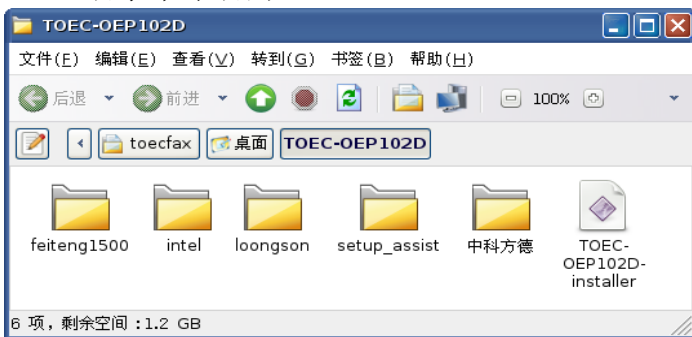 TOEC-OEP102D
文件(F) 编辑(E) 查看(V) 转到(G) 书签(B) 帮助(H)
后退 前进 100%
toecfax 桌面 TOEC-OEP102D
feiteng1500 intel loongson setup_assist 中科方德 TOEC-
OEP102D-
installer
6 项，剩余空间 :1.2 GB